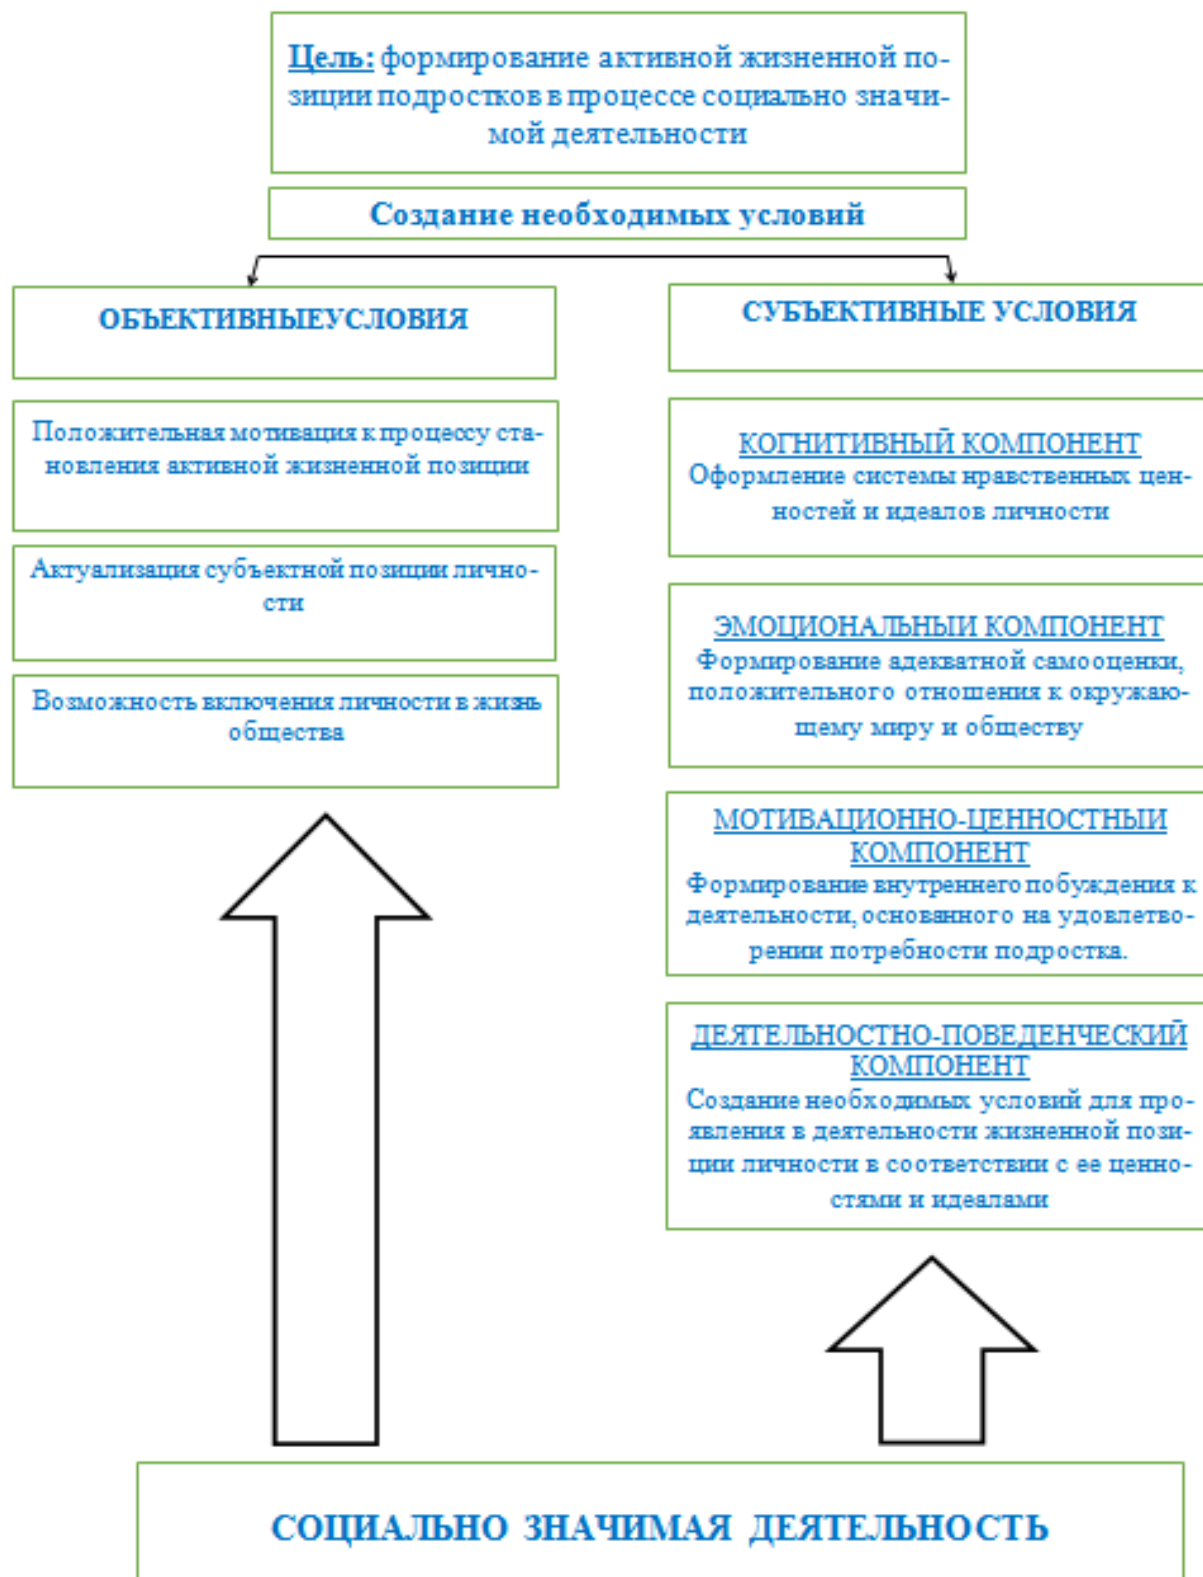 Цель: формирование активной жизненной по-
зиции подростков в процессе социально значи-
мой деятельности
Создание необходимых условий
ОБЪЕКТИВНЫЕУСЛОВИЯ
Положительная мотивация к процессу ста-
новления активной жизненной позиции
Актуализация субъектной позиции лично-
сти
Возможность включения личности в жизнь
общества
СУБЪЕКТИВНЫЕ УСЛОВИЯ
КОГНИТИВНЫЙ КОМПОНЕНТ
Оформление системы нравственных цен-
ностей и идеалов личности
ЭМОЦИОНАЛЬНЫЙ КОМПОНЕНТ
Формирование адекватной самооценки,
положительного отношения к окружаю-
щему миру и обществу
МОТИВАЦИОННО-ЦЕННОСТНЫЙ
КОМПОНЕНТ
Формирование внутреннего побуждения к
деятельности, основанного на удовлетво-
рении потребности подростка.
ДЕЯТЕЛЬНОСТНО-ПОВЕДЕНЧЕСКИЙ
КОМПОНЕНТ
Создание необходимых условий для про-
явления в деятельности жизненной пози-
ции личности в соответствии с ее ценно-
стями и идеалами
СОЦИАЛЬНО ЗНАЧИМАЯ ДЕЯТЕЛЬНОСТЬ